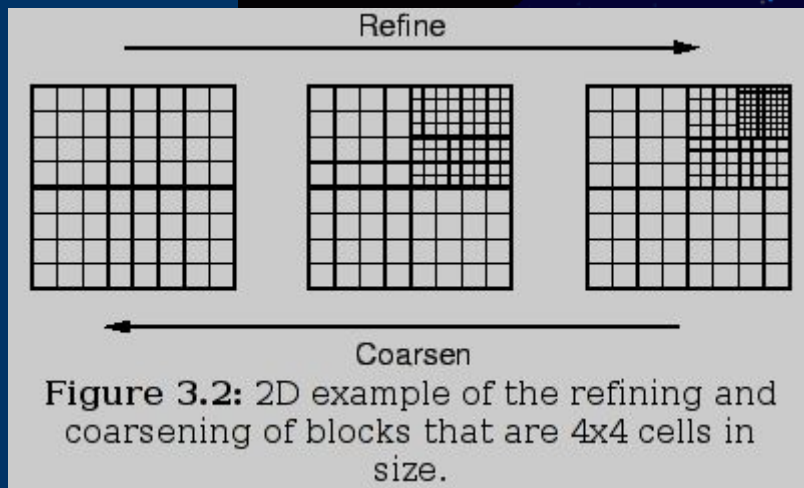 Refine
Coarsen
Figure 3.2: 2D example of the refining and
coarsening of blocks that are 4x4 cells in
size.